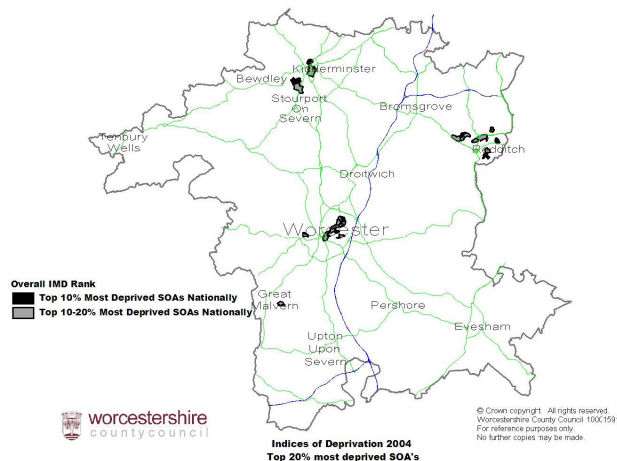 Kidderminster
Bewdley
Stourport
On
Severn
Bromsgrove
Tenbury
Wells
Redditch
Droitwich
Worcester
Overall IMD Rank
Top 10% Most Deprived SOAs Nationally
Top 10-20% Most Deprived SOAs Nationally
Great
Malvern
Pershore
Evesham
Upton
Upon
Severn
worcestershire
countycouncil
© Crown copyright. All rights reserved.
Worcestershire County Council 1000159
For reference purposes only.
No further copies may be made.
Indices of Deprivation 2004
Top 20% most deprived SOA's